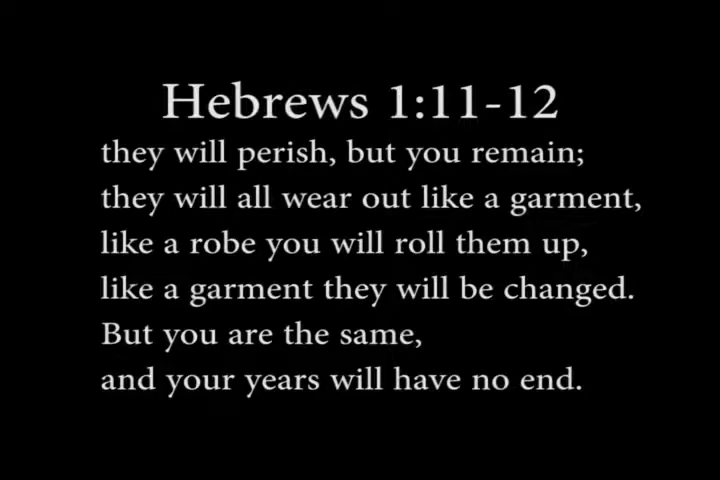 Hebrews 1:11-12
they will perish, but you remain;
they will all wear out like a garment,
like a robe you will roll them up,
like a garment they will be changed.
But you are the same,
and your years will have no end.